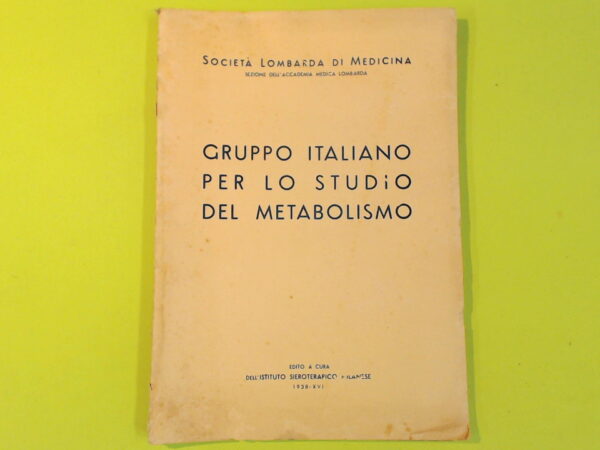 SOCIETÀ LOMBARDA DI MEDICINA
SEZIONE DELL'ACCADEMIA MEDICA LOMBARDA
GRUPPO ITALIANO
PER LO STUDiO
DEL METABOLISMO
EDITO A CURA
DELL'ISTITUTO SIEROTERAPICO MILANESE
1938-XVI